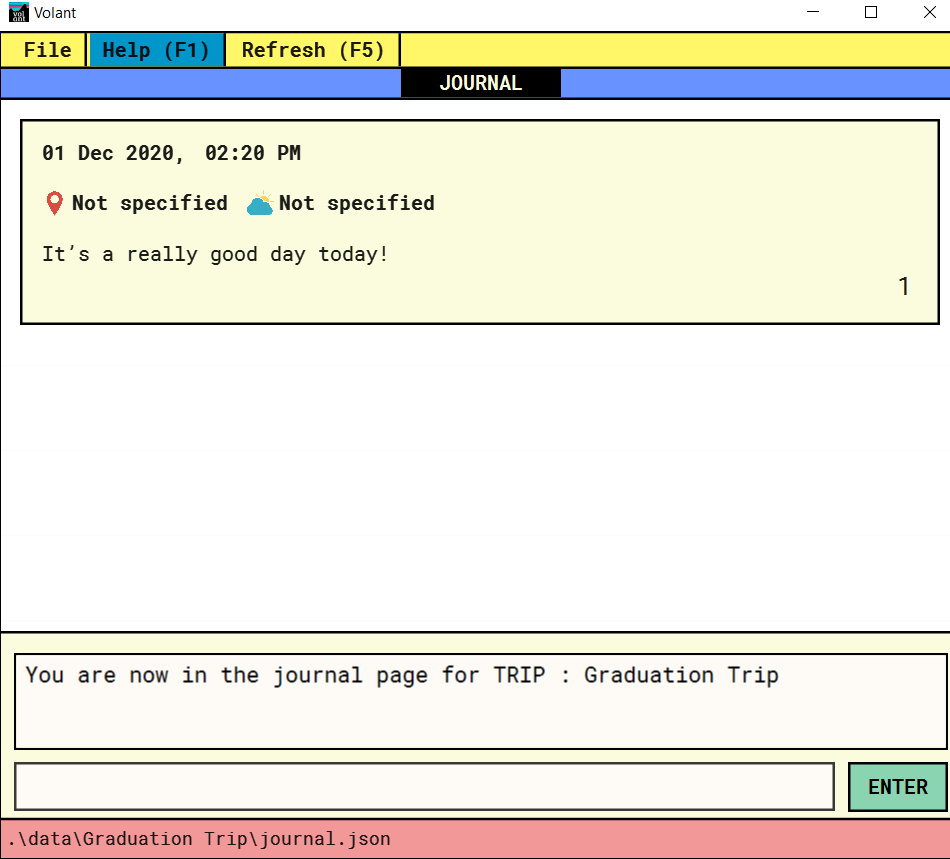 Volant
File Help (F1) Refresh (F5)
JOURNAL
01 Dec 2020, 02:20 PM
Not specified Not specified
It’s a really good day today!
1
You are now in the journal page for TRIP : Graduation Trip
ENTER
.\data\Graduation Trip\journal.json